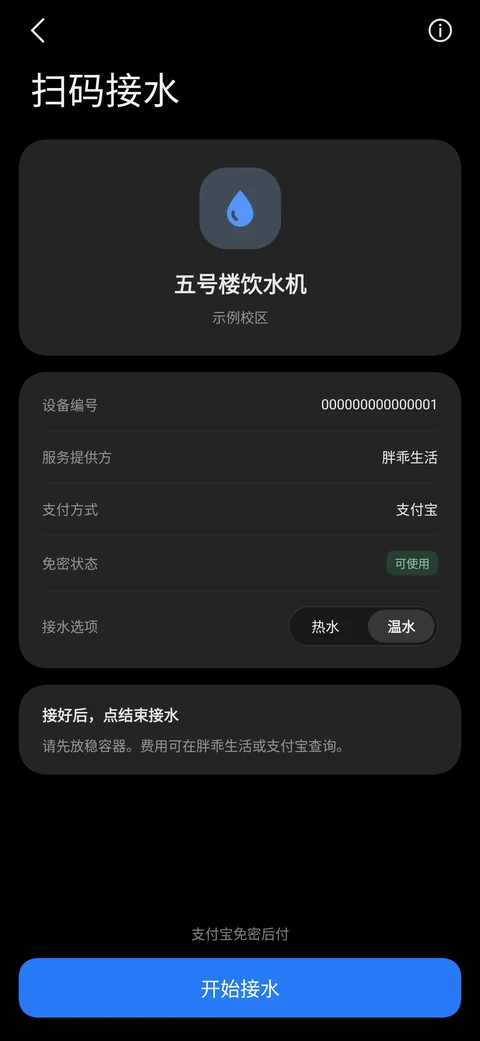 扫码接水
五号楼饮水机
示例校区
设备编号 000000000000001
服务提供方 胖乖生活
支付方式 支付宝
免密状态 可使用
接水选项 热水 温水
接好后，点结束接水
请先放稳容器。费用可在胖乖生活或支付宝查询。
支付宝免密后付
开始接水